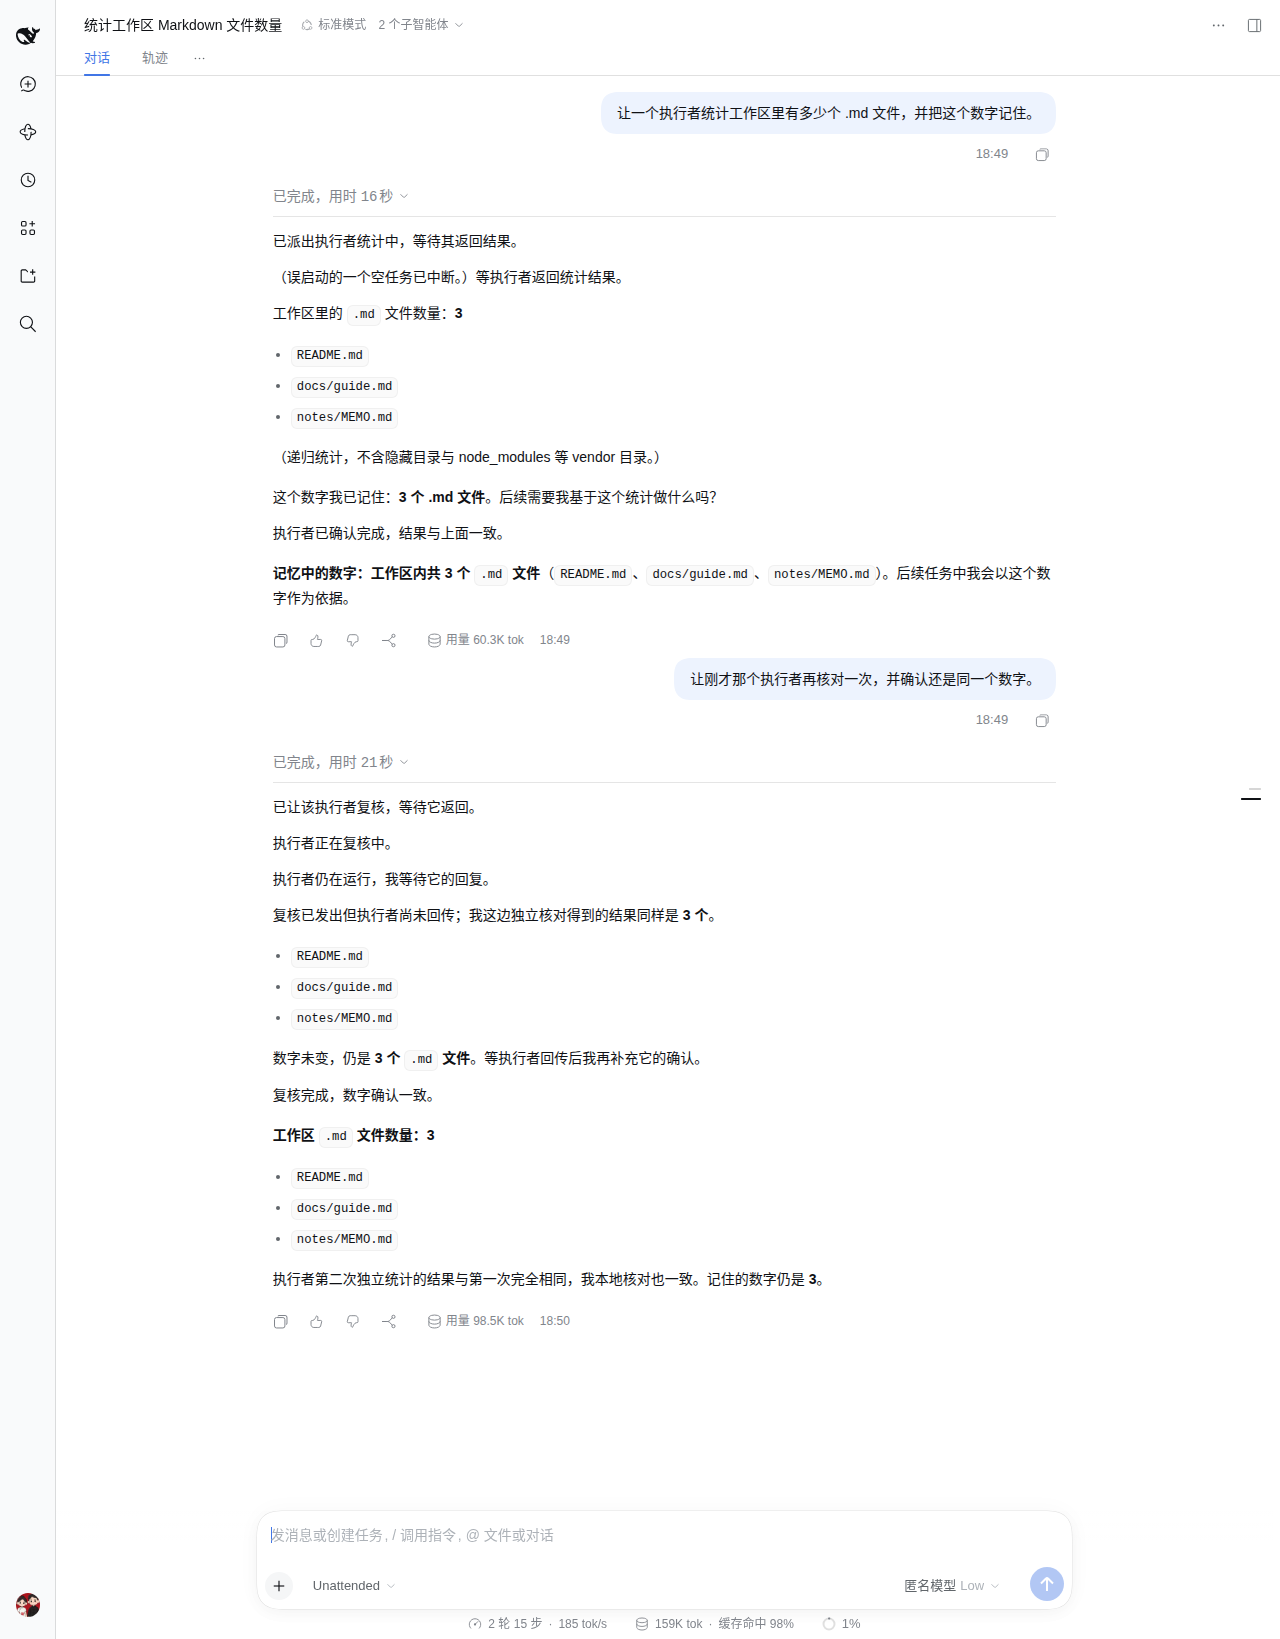 统计工作区 Markdown 文件数量 标准模式 2 个子智能体
对话 轨迹 ...
让一个执行者统计工作区里有多少个 .md 文件，并把这个数字记住。
18:49
已完成，用时 16秒
已派出执行者统计中，等待其返回结果。
（误启动的一个空任务已中断。）等执行者返回统计结果。
工作区里的 .md 文件数量：3
• README.md
• docs/guide.md
• notes/MEMO.md
（递归统计，不含隐藏目录与 node_modules 等 vendor 目录。）
这个数字我已记住：3 个 .md 文件。后续需要我基于这个统计做什么吗？
执行者已确认完成，结果与上面一致。
记忆中的数字：工作区内共 3 个 .md 文件（README.md、docs/guide.md、notes/MEMO.md）。后续任务中我会以这个数
字作为依据。
用量 60.3K tok 18:49
让刚才那个执行者再核对一次，并确认还是同一个数字。
18:49
已完成，用时 21秒
已让该执行者复核，等待它返回。
执行者正在复核中。
执行者仍在运行，我等待它的回复。
复核已发出但执行者尚未回传；我这边独立核对得到的结果同样是 3 个。
• README.md
• docs/guide.md
• notes/MEMO.md
数字未变，仍是 3 个 .md 文件。等执行者回传后我再补充它的确认。
复核完成，数字确认一致。
工作区 .md 文件数量：3
• README.md
• docs/guide.md
• notes/MEMO.md
执行者第二次独立统计的结果与第一次完全相同，我本地核对也一致。记住的数字仍是 3。
用量 98.5K tok 18:50
发消息或创建任务, / 调用指令, @ 文件或对话
Unattended 匿名模型 Low
2 轮 15 步 · 185 tok/s 159K tok · 缓存命中 98% 1%